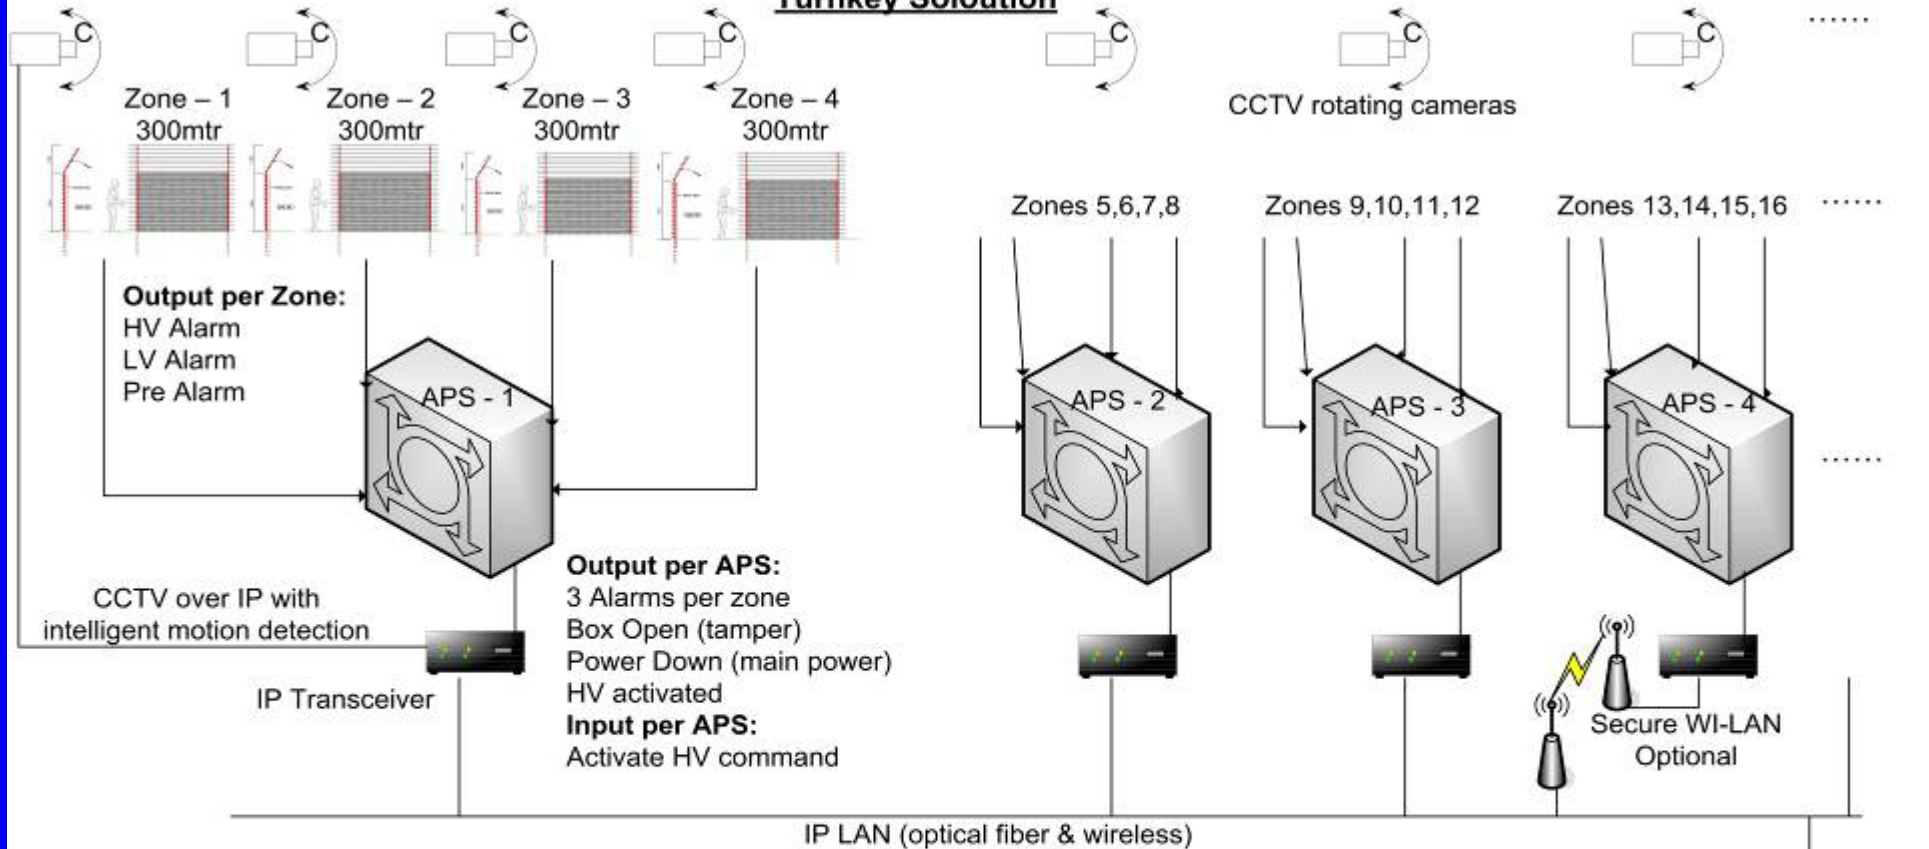 Turnkey Soloution
C C C C C C C
......
Zone – 1
300mtr
Zone – 2
300mtr
Zone – 3
300mtr
Zone – 4
300mtr
CCTV rotating cameras
Zones 5,6,7,8
Zones 9,10,11,12
Zones 13,14,15,16
......
Output per Zone:
HV Alarm
LV Alarm
Pre Alarm
APS - 1
APS - 2
APS - 3
APS - 4
......
CCTV over IP with
intelligent motion detection
IP Transceiver
Output per APS:
3 Alarms per zone
Box Open (tamper)
Power Down (main power)
HV activated
Input per APS:
Activate HV command
Secure WI-LAN
Optional
IP LAN (optical fiber & wireless)